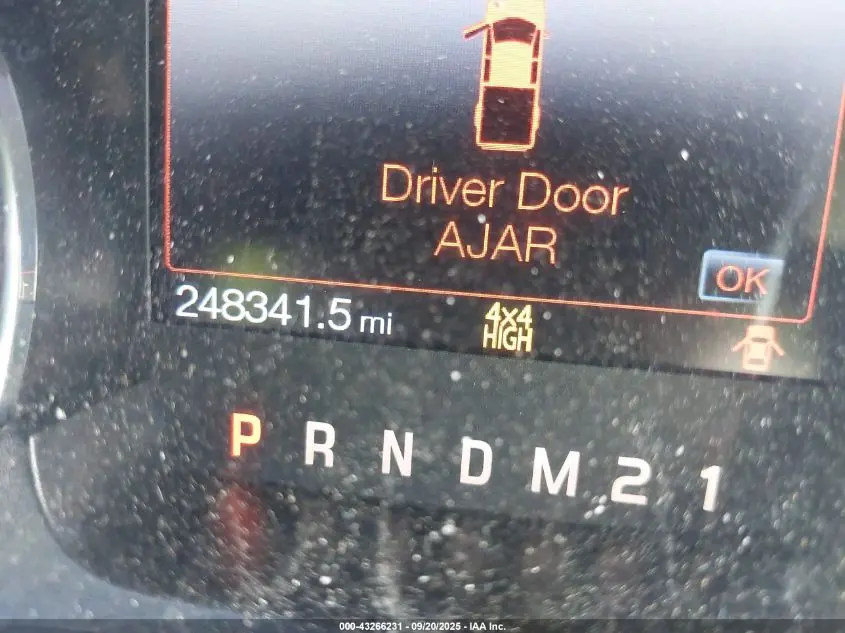 Driver Door
AJAR
OK
248341.5 mi
4x4
HIGH
P R N D M 2 1
000-43266231 - 09/20/2025 - IAA Inc.